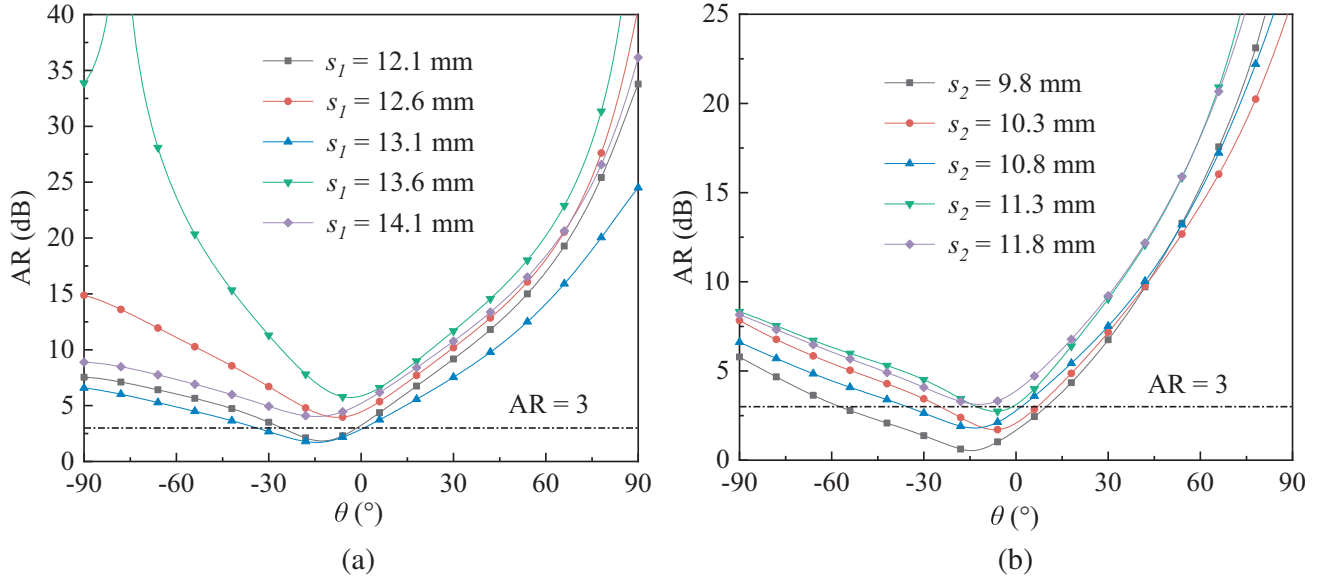 40
35
30
25
20
15
10
5
0
AR (dB)
s1 = 12.1 mm
s1 = 12.6 mm
s1 = 13.1 mm
s1 = 13.6 mm
s1 = 14.1 mm
AR = 3
-90 -60 -30 0 30 60 90
θ (°)
(a)
25
20
15
10
5
0
AR (dB)
s2 = 9.8 mm
s2 = 10.3 mm
s2 = 10.8 mm
s2 = 11.3 mm
s2 = 11.8 mm
AR = 3
-90 -60 -30 0 30 60 90
θ (°)
(b)